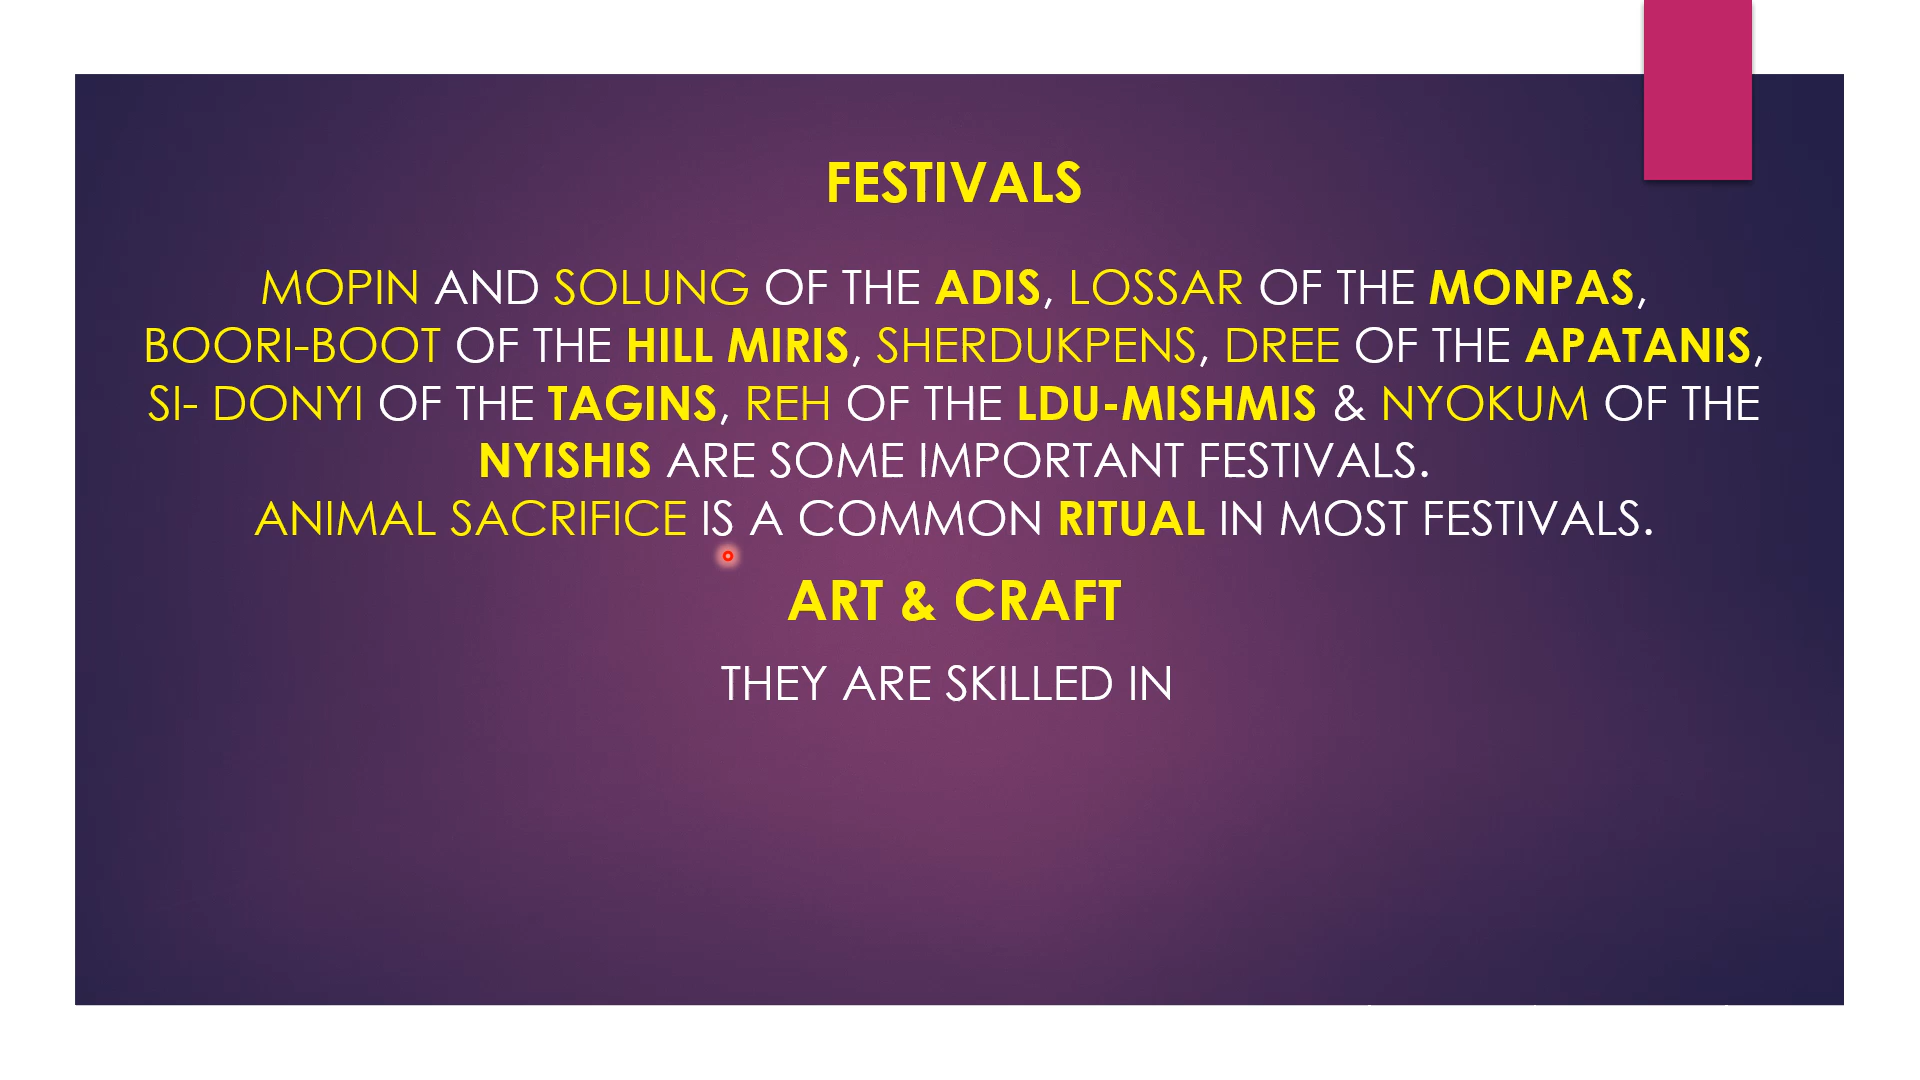 FESTIVALS
MOPIN AND SOLUNG OF THE ADIS, LOSSAR OF THE MONPAS,
BOORI-BOOT OF THE HILL MIRIS, SHERDUKPENS, DREE OF THE APATANIS,
SI- DONYI OF THE TAGINS, REH OF THE LDU-MISHMIS & NYOKUM OF THE
NYISHIS ARE SOME IMPORTANT FESTIVALS.
ANIMAL SACRIFICE IS A COMMON RITUAL IN MOST FESTIVALS.
ART & CRAFT
THEY ARE SKILLED IN